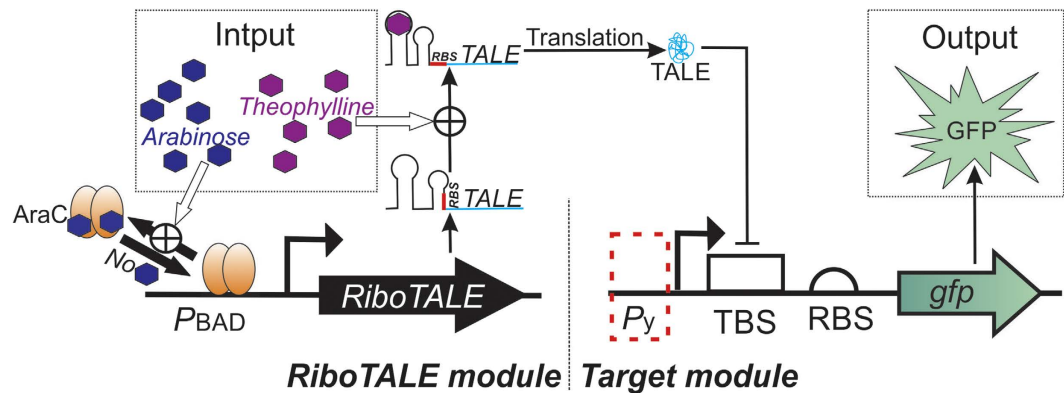 Intput
Arabinose
Theophylline
AraC
No
PBAD
RiboTALE
RBS TALE
RBS TALE
Translation
TALE
Output
GFP
Py
TBS
RBS
gfp
RiboTALE module
Target module